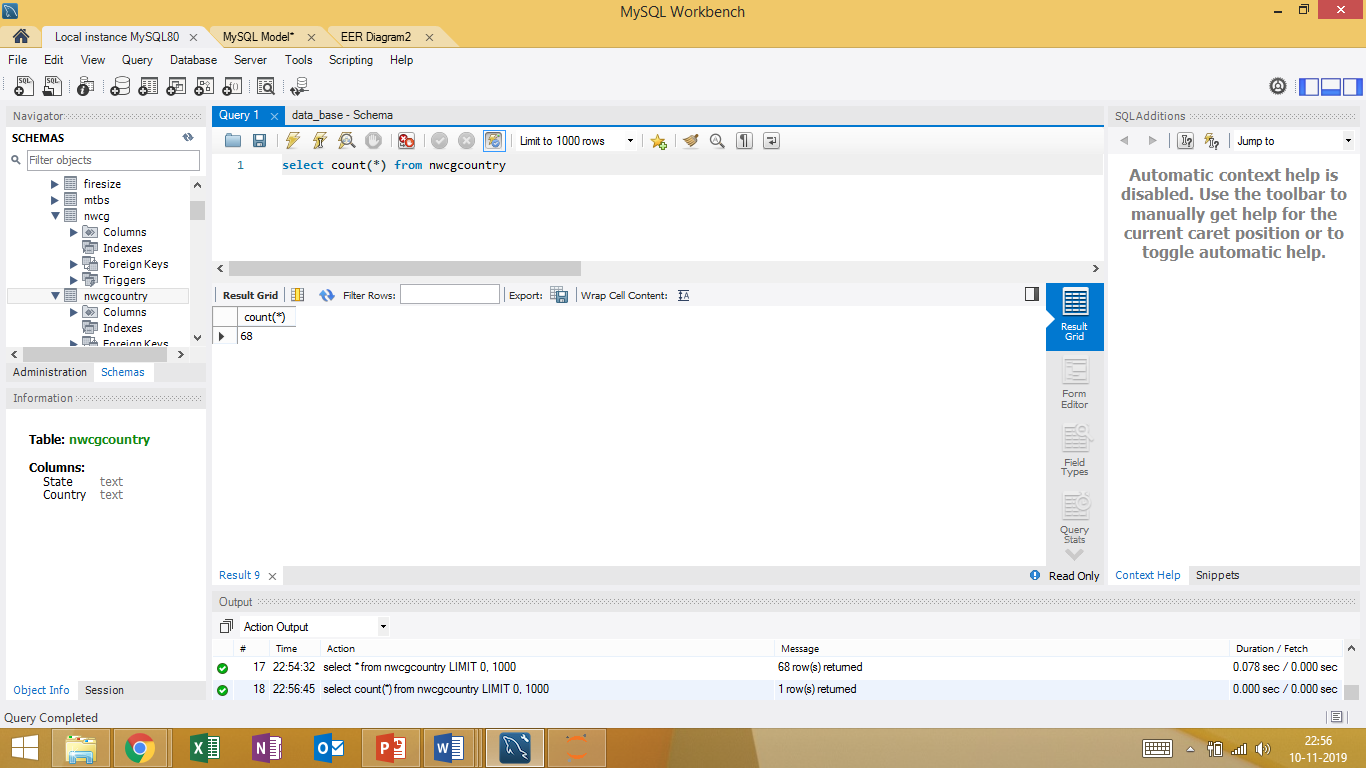 MySQL Workbench
Local instance MySQL80 MySQL Model* EER Diagram2
File Edit View Query Database Server Tools Scripting Help
Navigator
SCHEMAS
Filter objects
firesize
mtbs
nwcg
Columns
Indexes
Foreign Keys
Triggers
nwcgcountry
Columns
Indexes
Foreign Keys
Administration Schemas
Information
Table: nwcgcountry
Columns:
State text
Country text
Object Info Session
Query 1 data_base - Schema
Limit to 1000 rows
1 select count(*) from nwcgcountry
Result Grid Filter Rows: Export: Wrap Cell Content:
count(*)
68
Result
Grid
Form
Editor
Field
Types
Query
Stats
Result 9 Read Only
SQLAdditions
Jump to
Automatic context help is
disabled. Use the toolbar to
manually get help for the
current caret position or to
toggle automatic help.
Context Help Snippets
Output
Action Output
# Time Action Message Duration / Fetch
17 22:54:32 select * from nwcgcountry LIMIT 0, 1000 68 row(s) returned 0.078 sec / 0.000 sec
18 22:56:45 select count(*) from nwcgcountry LIMIT 0, 1000 1 row(s) returned 0.000 sec / 0.000 sec
Query Completed
22:56
10-11-2019